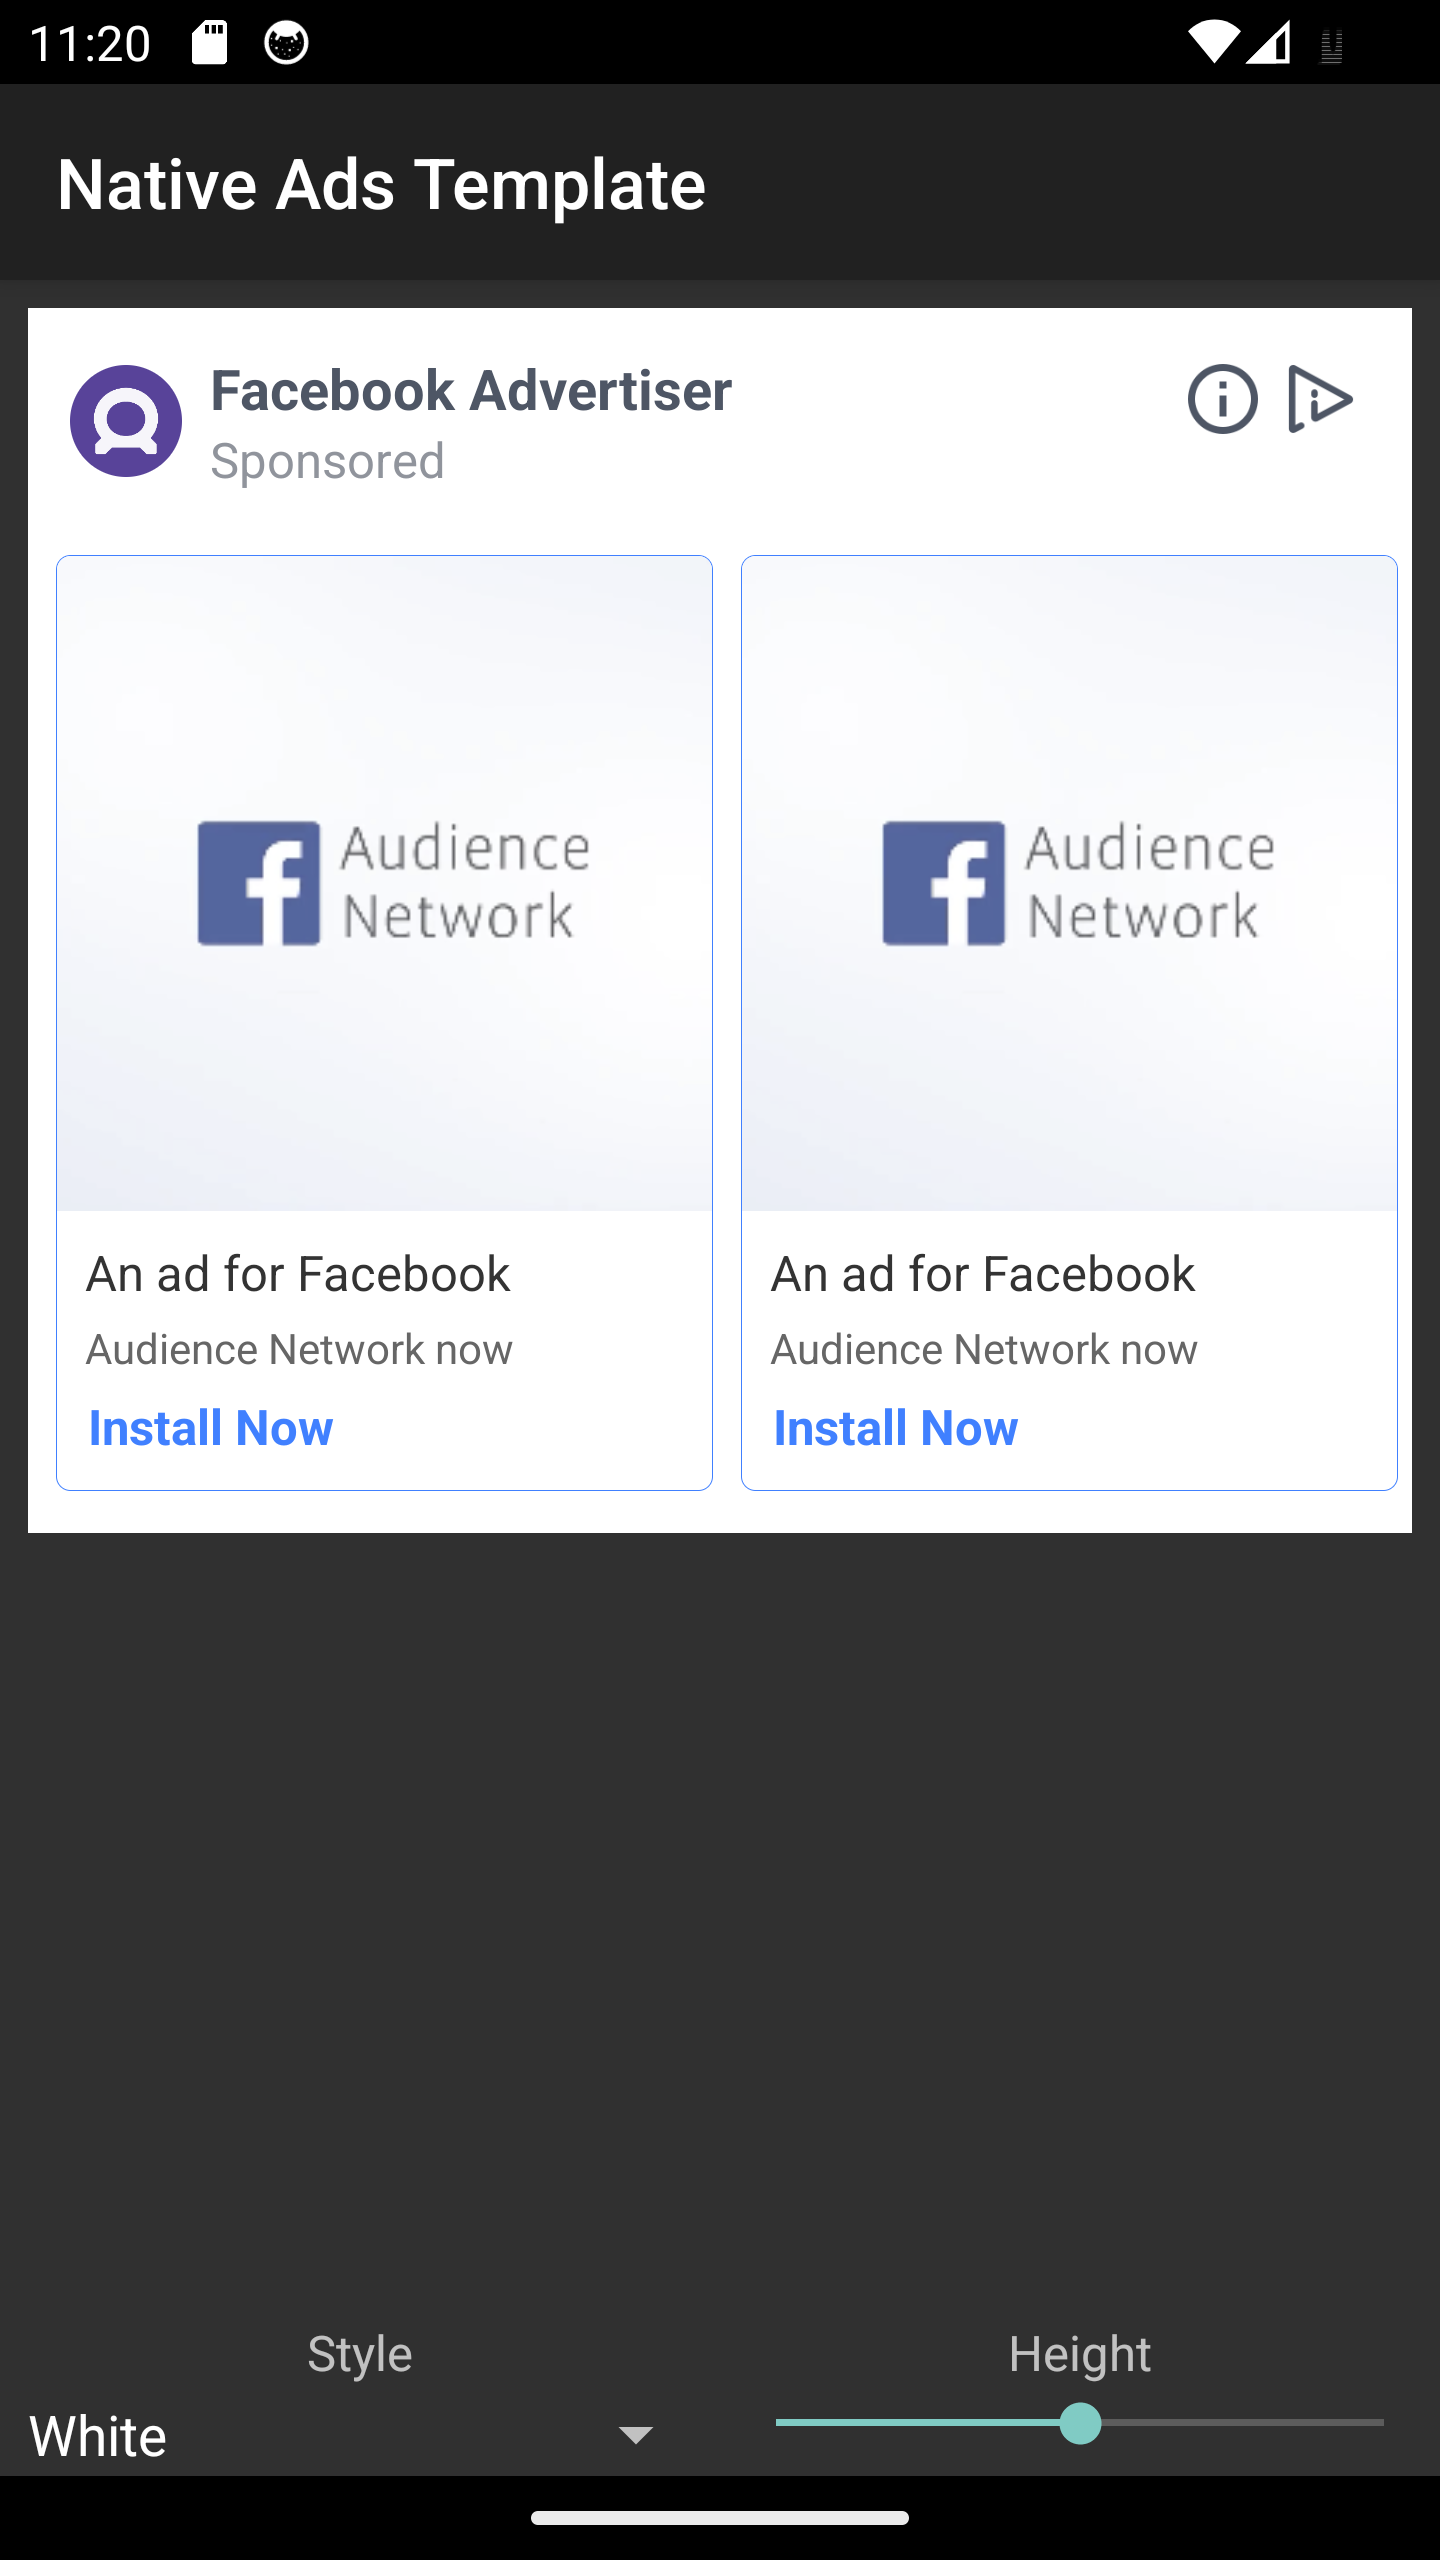 11:20
Native Ads Template
Facebook Advertiser
Sponsored
Audience
Network
An ad for Facebook
Audience Network now
Install Now
Audience
Network
An ad for Facebook
Audience Network now
Install Now
Style
White
Height